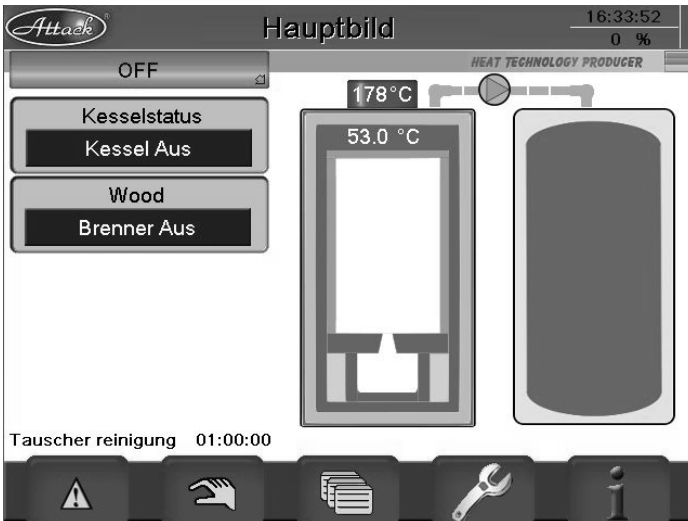 Attack
Hauptbild
16:33:52
0 %
HEAT TECHNOLOGY PRODUCER
OFF
178°C
Kesselstatus
Kessel Aus
53.0 °C
Wood
Brenner Aus
Tauscher reinigung 01:00:00